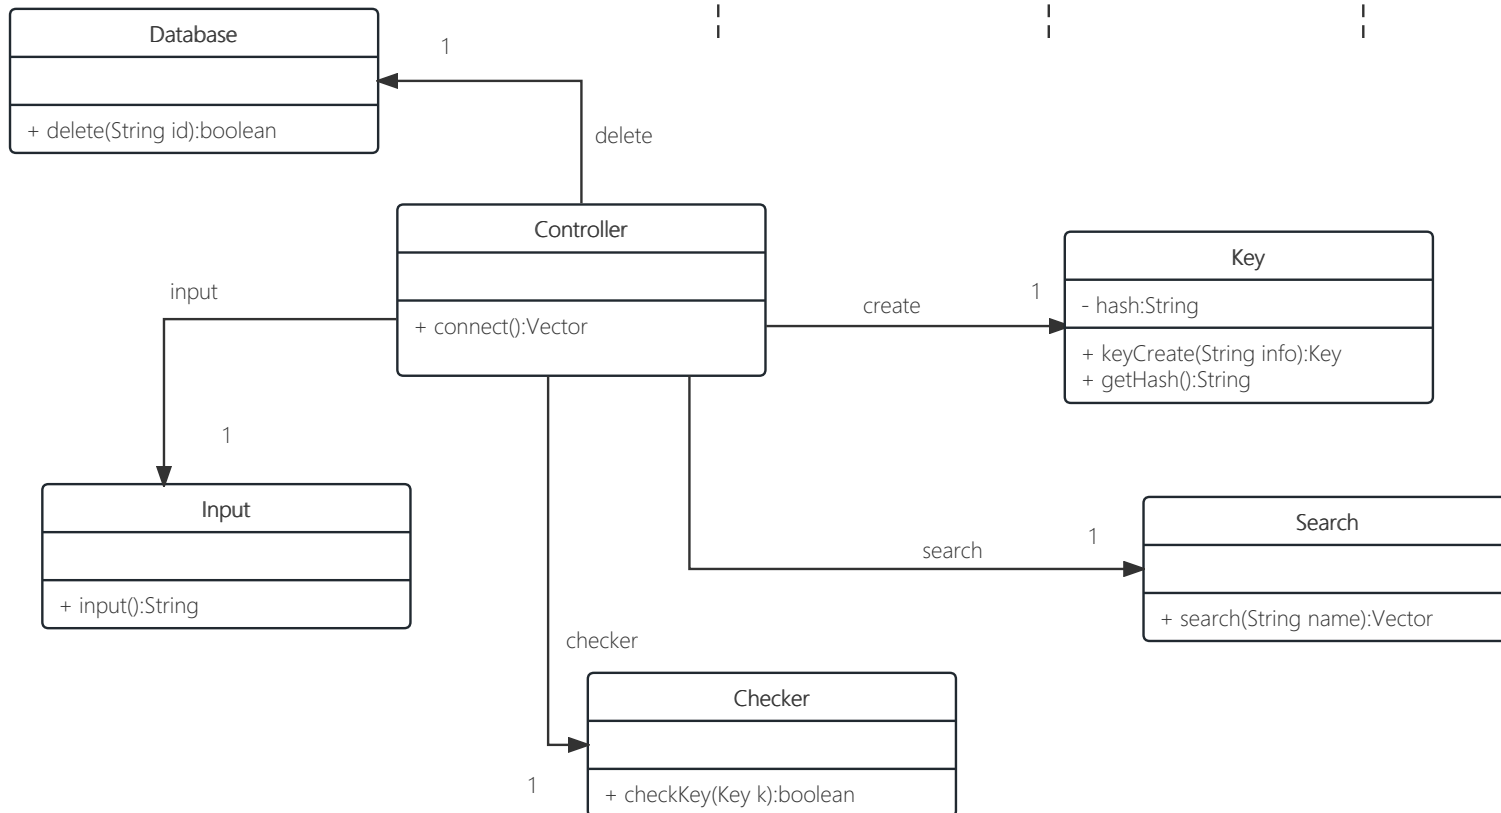 Database
1
+ delete(String id):boolean
delete
Controller
+ connect():Vector
input
create
1
Key
- hash:String
+ keyCreate(String info):Key
+ getHash():String
1
Input
+ input():String
search
1
Search
+ search(String name):Vector
checker
Checker
1
+ checkKey(Key k):boolean